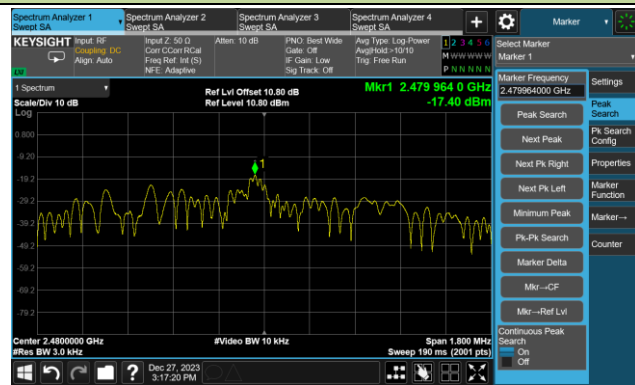 Spectrum Analyzer 1
Swept SA
Spectrum Analyzer 2
Swept SA
Spectrum Analyzer 3
Swept SA
Spectrum Analyzer 4
Swept SA
+
Marker
KEYSIGHT
Input: RF
Coupling: DC
Align: Auto
Input Z: 50 Ω
Corr CCorr RCal
Freq Ref: Int (S)
NFE: Adaptive
Atten: 10 dB
PNO: Best Wide
Gate: Off
IF Gain: Low
Sig Track: Off
Avg Type: Log-Power
Avg|Hold:>10/10
Trig: Free Run
1 2 3 4 5 6
M W W W W W
P N N N N N
Select Marker
Marker 1
1 Spectrum
Scale/Div 10 dB
Log
Ref Lvl Offset 10.80 dB
Ref Level 10.80 dBm
Mkr1 2.479 964 0 GHz
-17.40 dBm
0.800
-9.20
-19.2
-29.2
-39.2
-49.2
-59.2
-69.2
-79.2
1
Center 2.4800000 GHz
#Res BW 3.0 kHz
#Video BW 10 kHz
Span 1.800 MHz
Sweep 190 ms (2001 pts)
Marker Frequency
2.479964000 GHz
Peak Search
Next Peak
Next Pk Right
Next Pk Left
Minimum Peak
Pk-Pk Search
Marker Delta
Mkr→CF
Mkr→Ref Lvl
Continuous Peak
Search
On
Off
Settings
Peak
Search
Pk Search
Config
Properties
Marker
Function
Marker→
Counter
?
Dec 27, 2023
3:17:20 PM